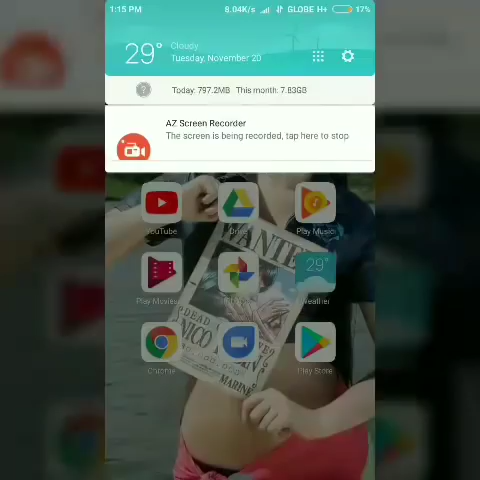 1:15 PM 8.04K/s GLOBE H+ 17%
29° Cloudy
Tuesday, November 20
? Today: 797.2MB This month: 7.83GB
AZ Screen Recorder
The screen is being recorded, tap here to stop
YouTube Drive Play Music
WANTED
29°
Play Movies Weather
DEAD
NICO
MARINE
Chrome Play Store